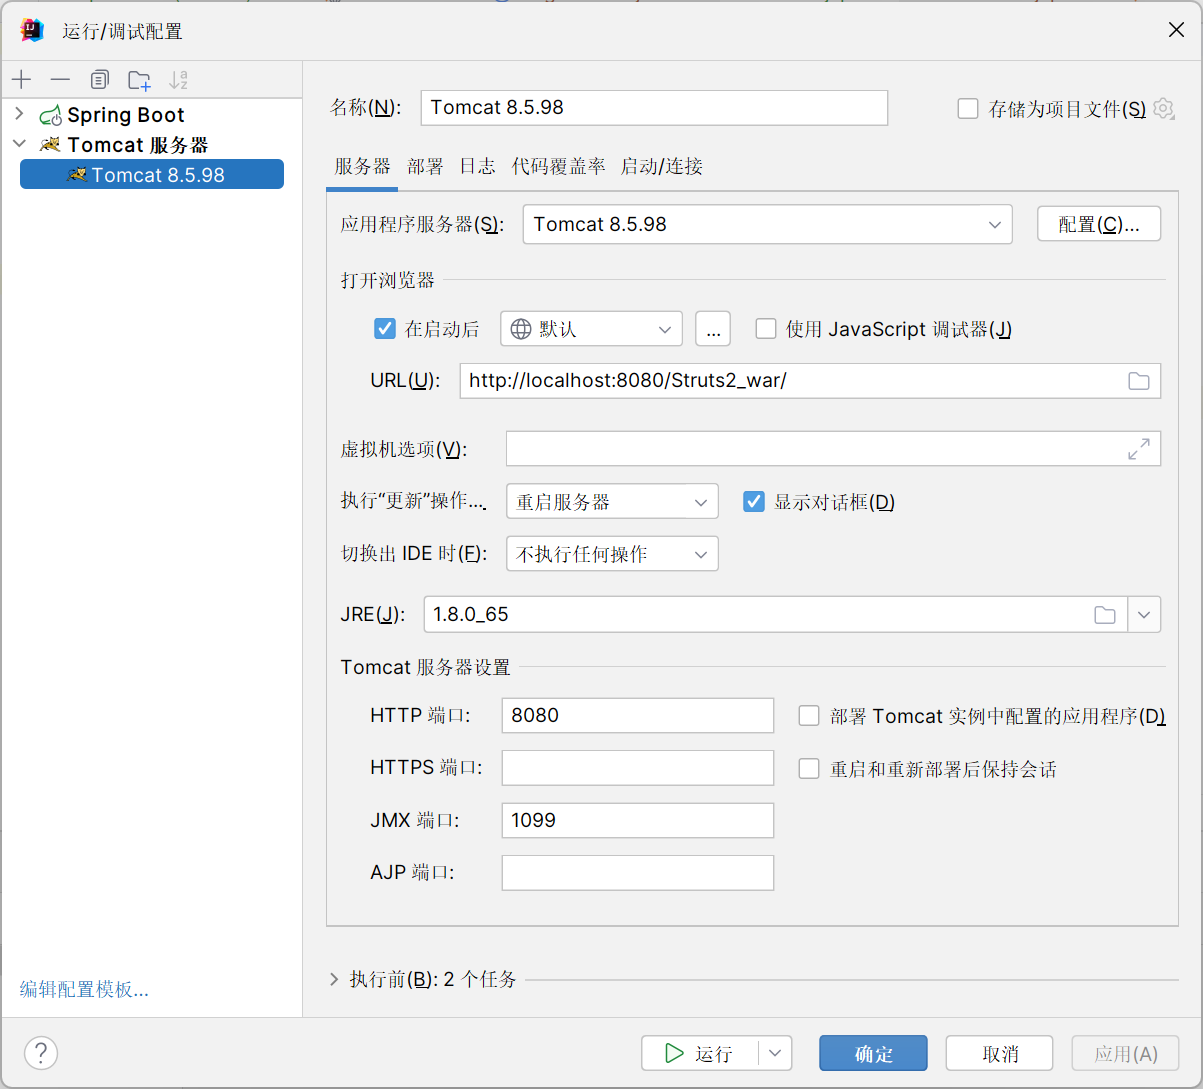 运行/调试配置
Spring Boot
Tomcat 服务器
Tomcat 8.5.98
编辑配置模板...
名称(N): Tomcat 8.5.98 存储为项目文件(S)
服务器 部署 日志 代码覆盖率 启动/连接
应用程序服务器(S): Tomcat 8.5.98 配置(C)...
打开浏览器
在启动后 默认 ... 使用 JavaScript 调试器(J)
URL(U): http://localhost:8080/Struts2_war/
虚拟机选项(V):
执行“更新”操作... 重启服务器 显示对话框(D)
切换出 IDE 时(F): 不执行任何操作
JRE(J): 1.8.0_65
Tomcat 服务器设置
HTTP 端口: 8080 部署 Tomcat 实例中配置的应用程序(D)
HTTPS 端口: 重启和重新部署后保持会话
JMX 端口: 1099
AJP 端口:
执行前(B): 2 个任务
? 运行 确定 取消 应用(A)